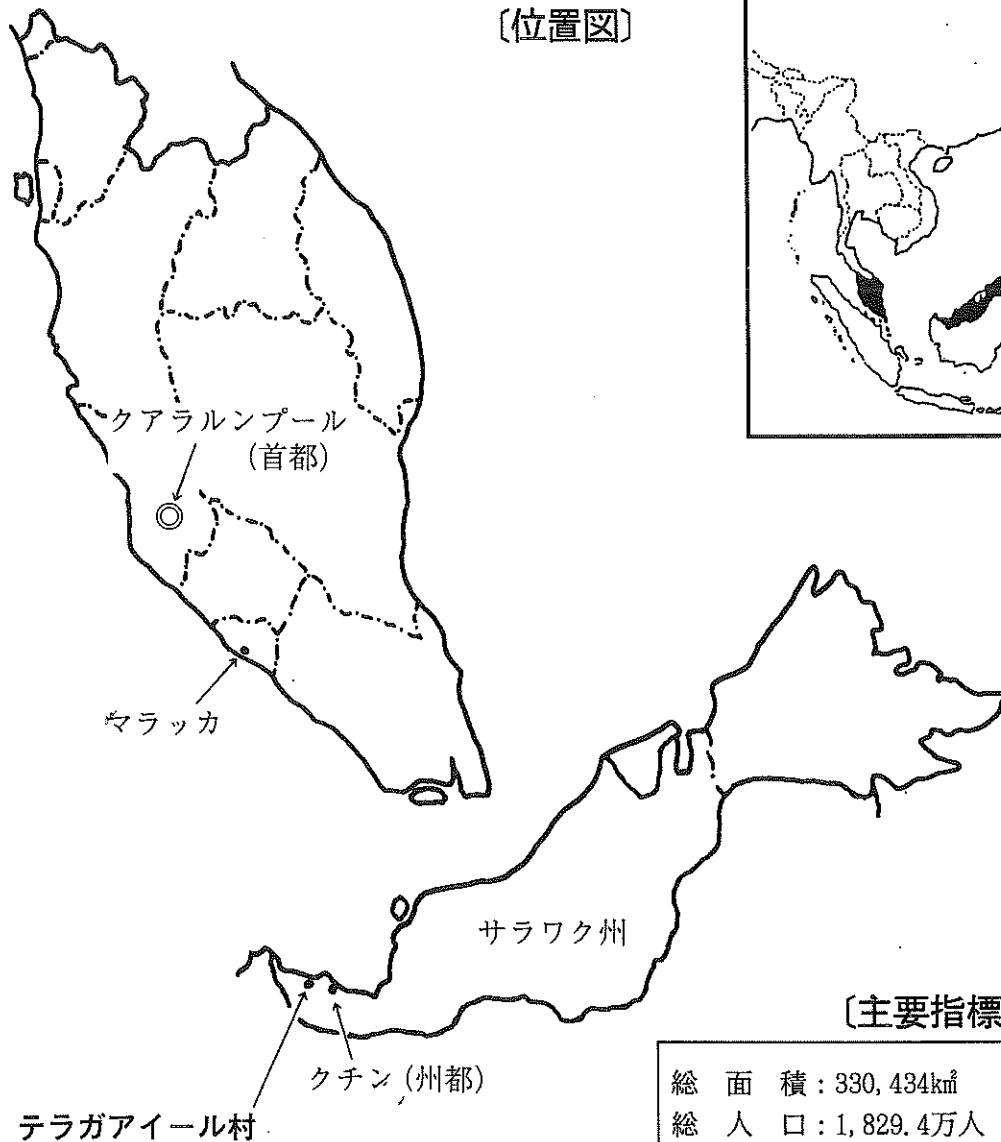 〔位置図〕
クアラルンプール
(首都)
マラッカ
サラワク州
クチン(州都)
テラガアイール村
〔主要指標
総面積：330,434㎢
総人口：1,829.4万人